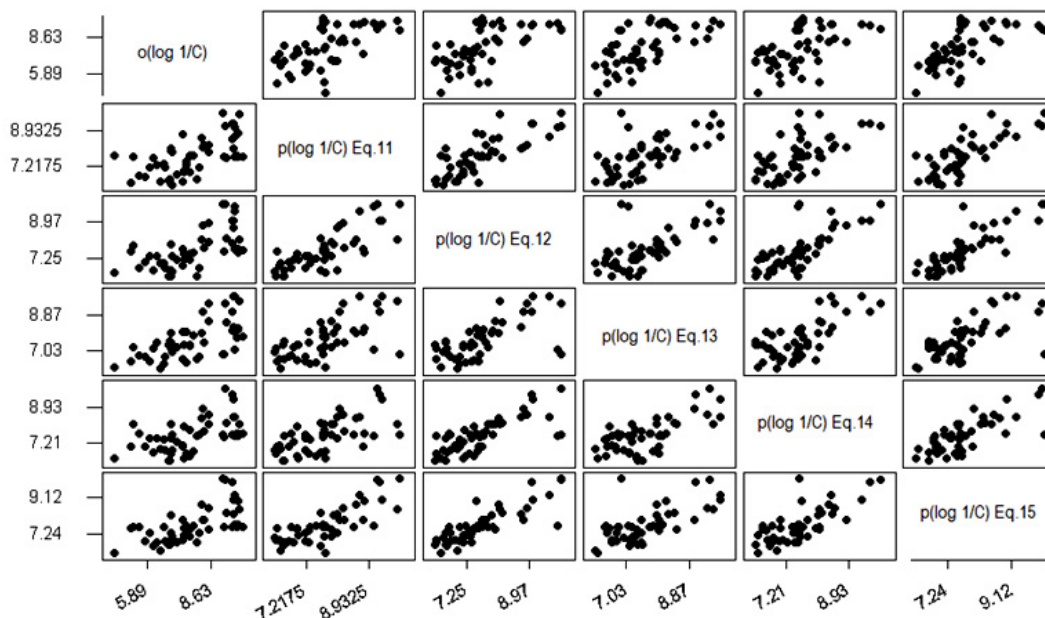 8.63
5.89
o(log 1/C)
8.9325
7.2175
p(log 1/C) Eq.11
8.97
7.25
p(log 1/C) Eq.12
8.87
7.03
p(log 1/C) Eq.13
8.93
7.21
p(log 1/C) Eq.14
9.12
7.24
p(log 1/C) Eq.15
5.89 8.63 7.2175 8.9325 7.25 8.97 7.03 8.87 7.21 8.93 7.24 9.12